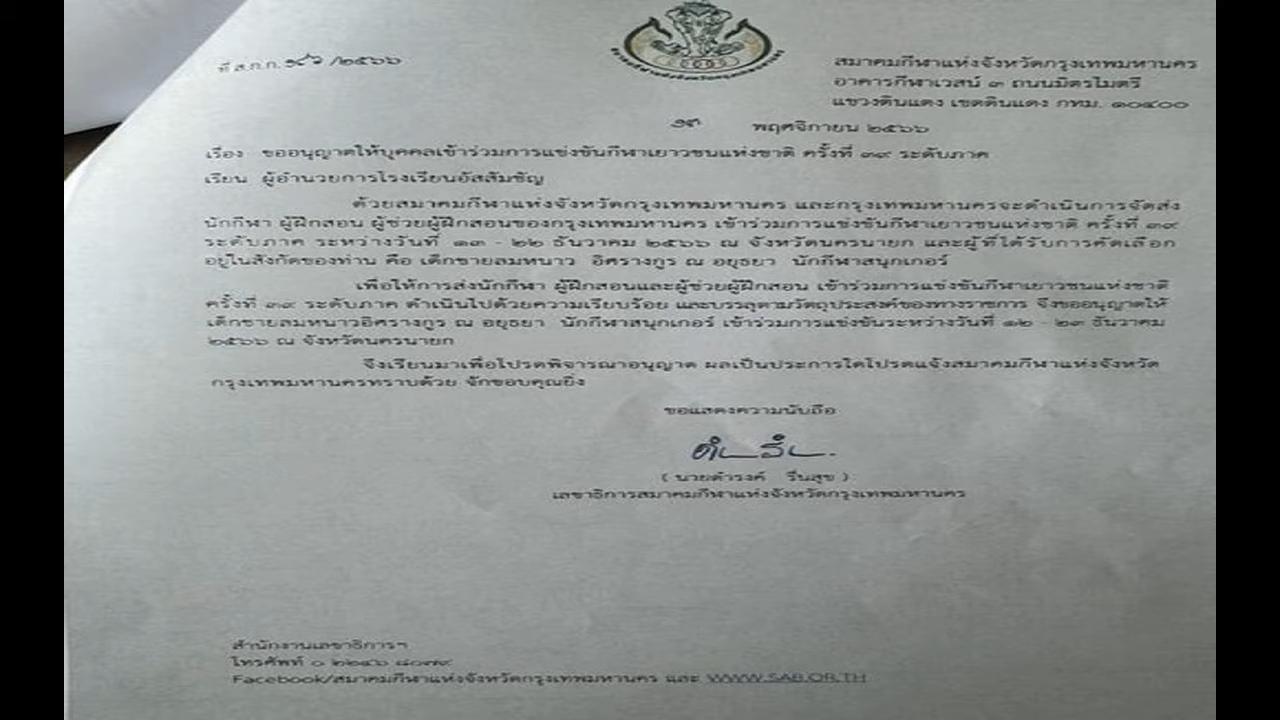 ที่ ส.ก.ก. /๒๕๖๖
สมาคมกีฬาแห่งจังหวัดกรุงเทพมหานคร
อาคารกีฬาเวสน์ ๓ ถนนมิตรไมตรี
แขวงดินแดง เขตดินแดง กทม. ๑๐๔๐๐
พฤศจิกายน ๒๕๖๖
เรื่อง ขออนุญาตให้บุคคลเข้าร่วมการแข่งขันกีฬาเยาวชนแห่งชาติ ครั้งที่ ๓๙ ระดับภาค
เรียน ผู้อำนวยการโรงเรียนอัสสัมชัญ
ด้วยสมาคมกีฬาแห่งจังหวัดกรุงเทพมหานคร และกรุงเทพมหานครจะดำเนินการจัดส่ง
นักกีฬา ผู้ฝึกสอน ผู้ช่วยผู้ฝึกสอนของกรุงเทพมหานคร เข้าร่วมการแข่งขันกีฬาเยาวชนแห่งชาติ ครั้งที่ ๓๙
ระดับภาค ระหว่างวันที่ ๑๓ - ๒๒ ธันวาคม ๒๕๖๖ ณ จังหวัดนครนายก และผู้ที่ได้รับการคัดเลือก
อยู่ในสังกัดของท่าน คือ เด็กชายลมหนาว อิศรางกูร ณ อยุธยา นักกีฬาสนุกเกอร์
เพื่อให้การส่งนักกีฬา ผู้ฝึกสอนและผู้ช่วยผู้ฝึกสอน เข้าร่วมการแข่งขันกีฬาเยาวชนแห่งชาติ
ครั้งที่ ๓๙ ระดับภาค ดำเนินไปด้วยความเรียบร้อย และบรรลุตามวัตถุประสงค์ของทางราชการ จึงขออนุญาตให้
เด็กชายลมหนาวอิศรางกูร ณ อยุธยา นักกีฬาสนุกเกอร์ เข้าร่วมการแข่งขันระหว่างวันที่ ๑๒ - ๒๓ ธันวาคม
๒๕๖๖ ณ จังหวัดนครนายก
จึงเรียนมาเพื่อโปรดพิจารณาอนุญาต ผลเป็นประการใดโปรดแจ้งสมาคมกีฬาแห่งจังหวัด
กรุงเทพมหานครทราบด้วย จักขอบคุณยิ่ง
ขอแสดงความนับถือ
( นายดำรงค์ รื่นสุข )
เลขาธิการสมาคมกีฬาแห่งจังหวัดกรุงเทพมหานคร
สำนักงานเลขาธิการฯ
โทรศัพท์ ๐ ๒๒๔๖ ๘๐๗๙
Facebook/สมาคมกีฬาแห่งจังหวัดกรุงเทพมหานคร และ WWW.SAB.OR.TH